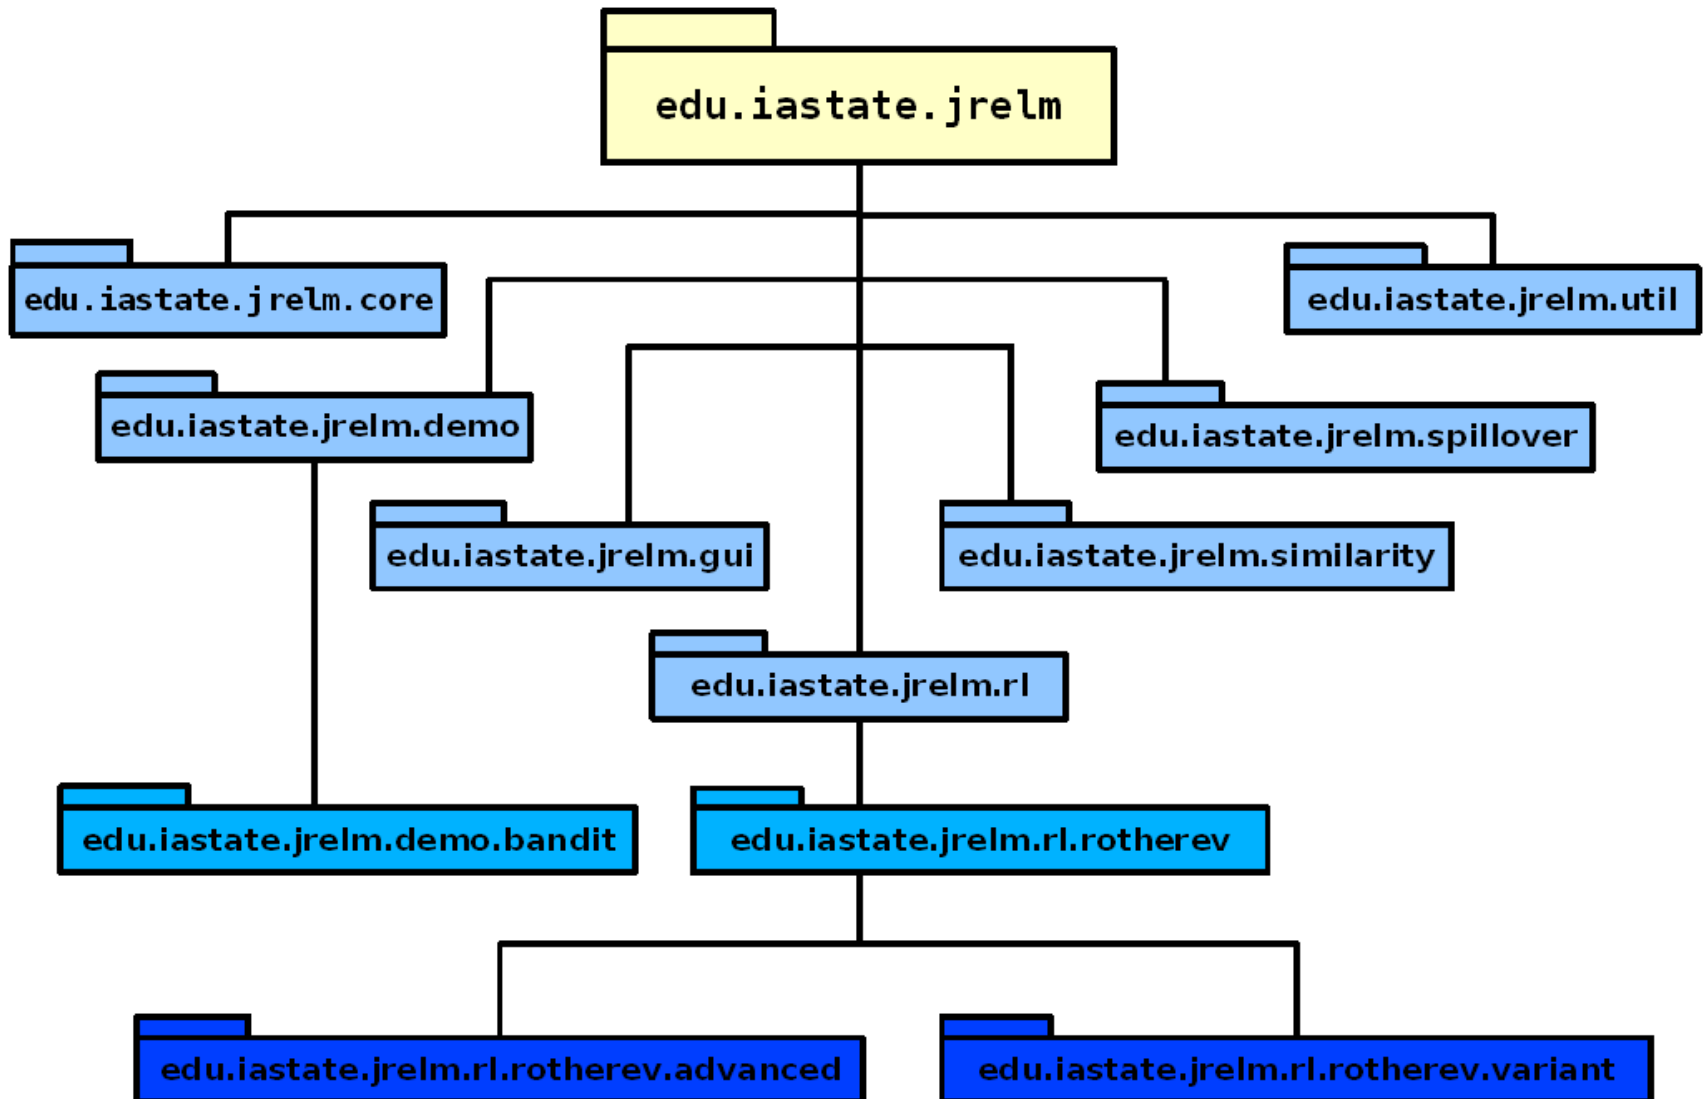 edu.iastate.jrelm
edu.iastate.jrelm.core
edu.iastate.jrelm.util
edu.iastate.jrelm.demo
edu.iastate.jrelm.spillover
edu.iastate.jrelm.gui
edu.iastate.jrelm.similarity
edu.iastate.jrelm.rl
edu.iastate.jrelm.demo.bandit
edu.iastate.jrelm.rl.rotherev
edu.iastate.jrelm.rl.rotherev.advanced
edu.iastate.jrelm.rl.rotherev.variant